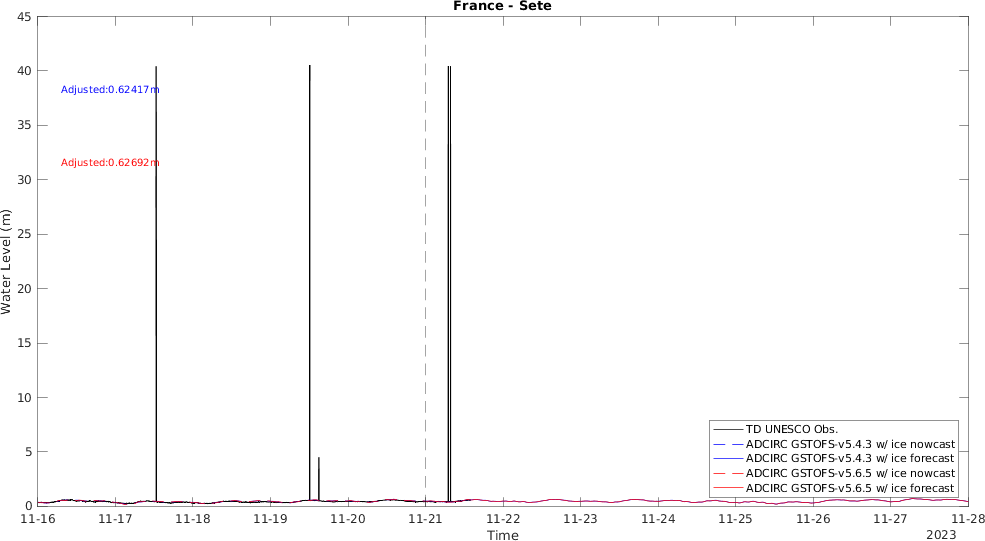 France - Sete
45
40
35
30
25
20
15
10
5
0
Water Level (m)
Adjusted:0.62417m
Adjusted:0.62692m
TD UNESCO Obs.
ADCIRC GSTOFS-v5.4.3 w/ ice nowcast
ADCIRC GSTOFS-v5.4.3 w/ ice forecast
ADCIRC GSTOFS-v5.6.5 w/ ice nowcast
ADCIRC GSTOFS-v5.6.5 w/ ice forecast
11-16 11-17 11-18 11-19 11-20 11-21 11-22 11-23 11-24 11-25 11-26 11-27 11-28
Time
2023